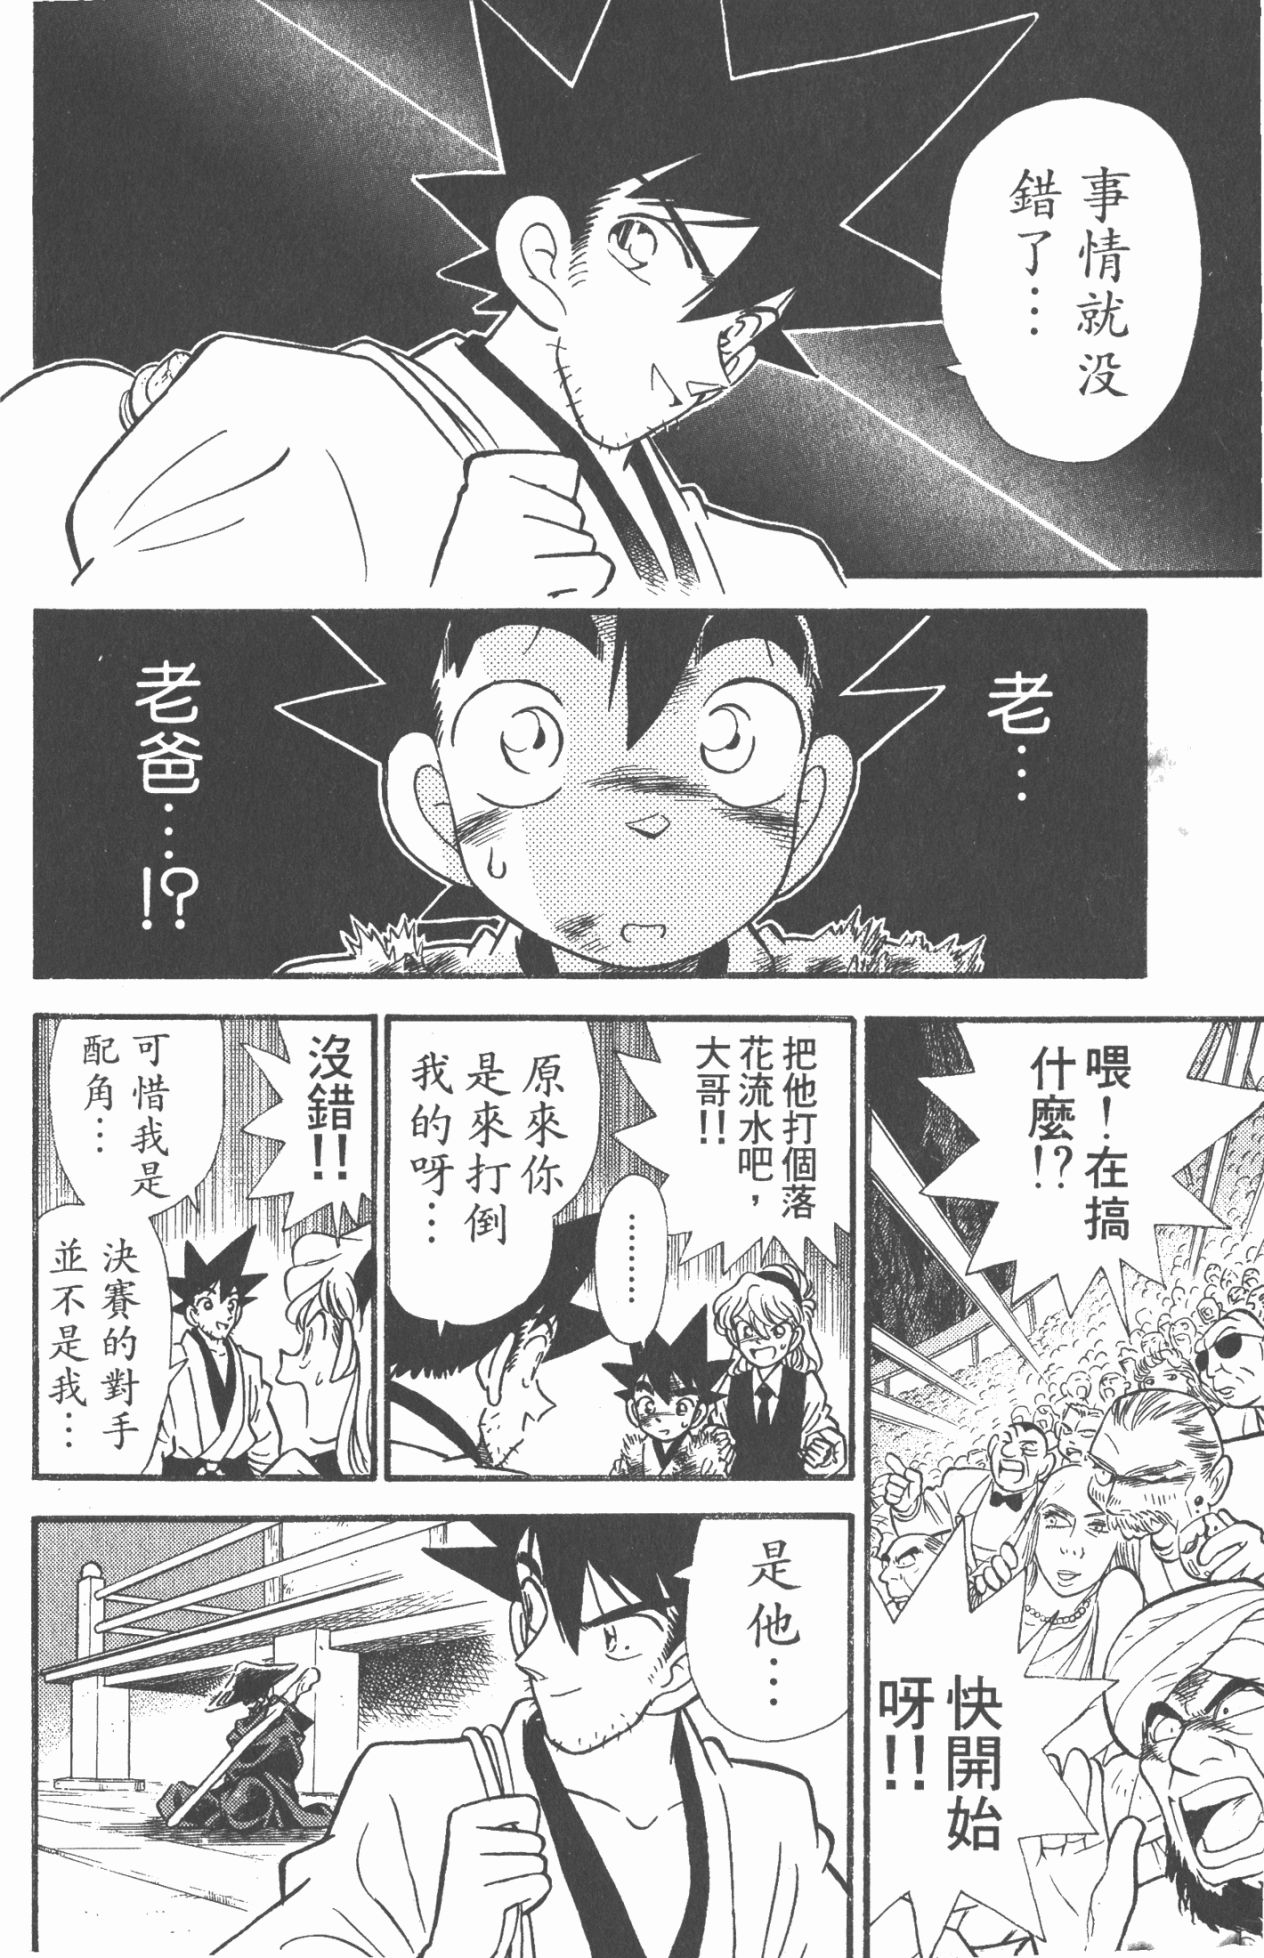 事情就没
錯了…
老…
老爸…!?
喂！在搞
什麼!?
快開始
呀!!
把他打個落
花流水吧，
大哥!!
………
原來你
是來打倒
我的呀…
沒錯!!
可惜我是
配角…
決賽的對手
並不是我…
是他…